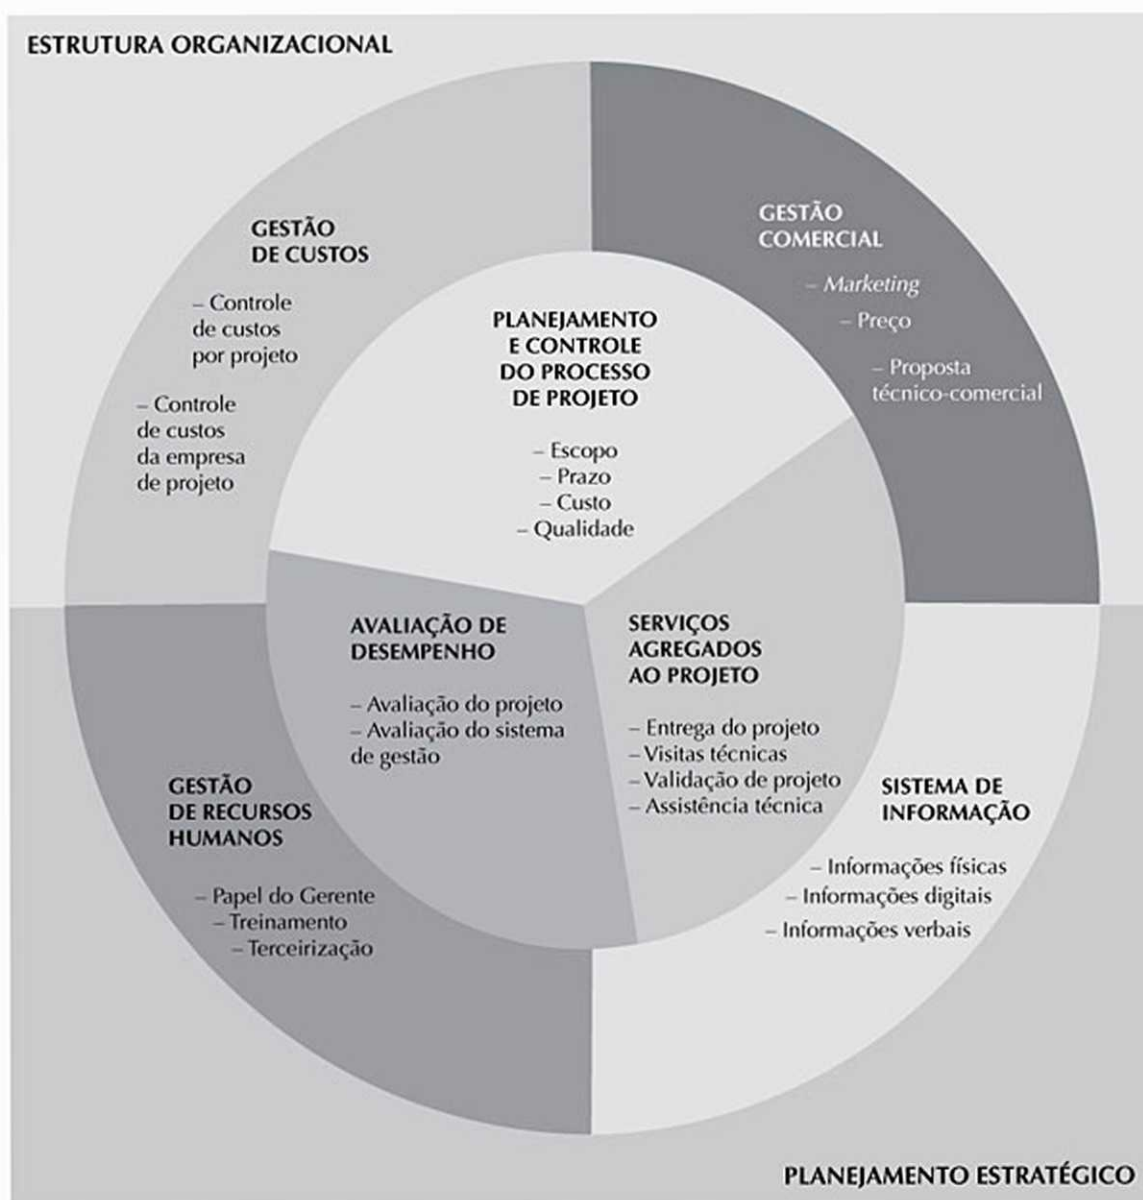 ESTRUTURA ORGANIZACIONAL
GESTÃO
DE CUSTOS
– Controle
de custos
por projeto
– Controle
de custos
da empresa
de projeto
GESTÃO
COMERCIAL
– Marketing
– Preço
– Proposta
técnico-comercial
PLANEJAMENTO
E CONTROLE
DO PROCESSO
DE PROJETO
– Escopo
– Prazo
– Custo
– Qualidade
AVALIAÇÃO DE
DESEMPENHO
– Avaliação do projeto
– Avaliação do sistema
de gestão
SERVIÇOS
AGREGADOS
AO PROJETO
– Entrega do projeto
– Visitas técnicas
– Validação de projeto
– Assistência técnica
GESTÃO
DE RECURSOS
HUMANOS
– Papel do Gerente
– Treinamento
– Terceirização
SISTEMA DE
INFORMAÇÃO
– Informações físicas
– Informações digitais
– Informações verbais
PLANEJAMENTO ESTRATÉGICO